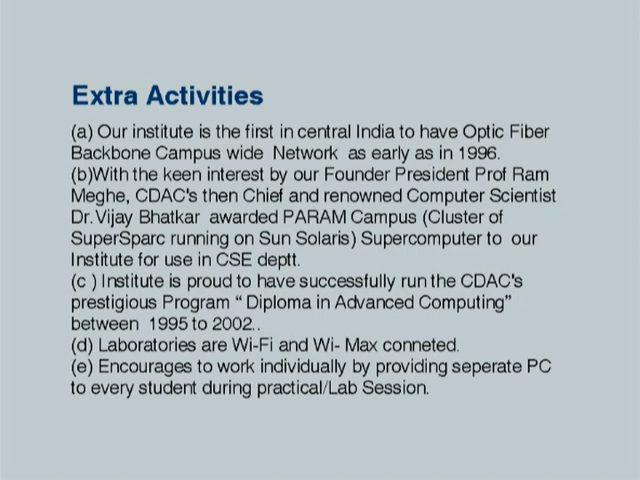 Extra Activities
(a) Our institute is the first in central India to have Optic Fiber
Backbone Campus wide Network as early as in 1996.
(b)With the keen interest by our Founder President Prof Ram
Meghe, CDAC's then Chief and renowned Computer Scientist
Dr. Vijay Bhatkar awarded PARAM Campus (Cluster of
SuperSparc running on Sun Solaris) Supercomputer to our
Institute for use in CSE deptt.
(c ) Institute is proud to have successfully run the CDAC's
prestigious Program “ Diploma in Advanced Computing”
between 1995 to 2002..
(d) Laboratories are Wi-Fi and Wi- Max conneted.
(e) Encourages to work individually by providing seperate PC
to every student during practical/Lab Session.